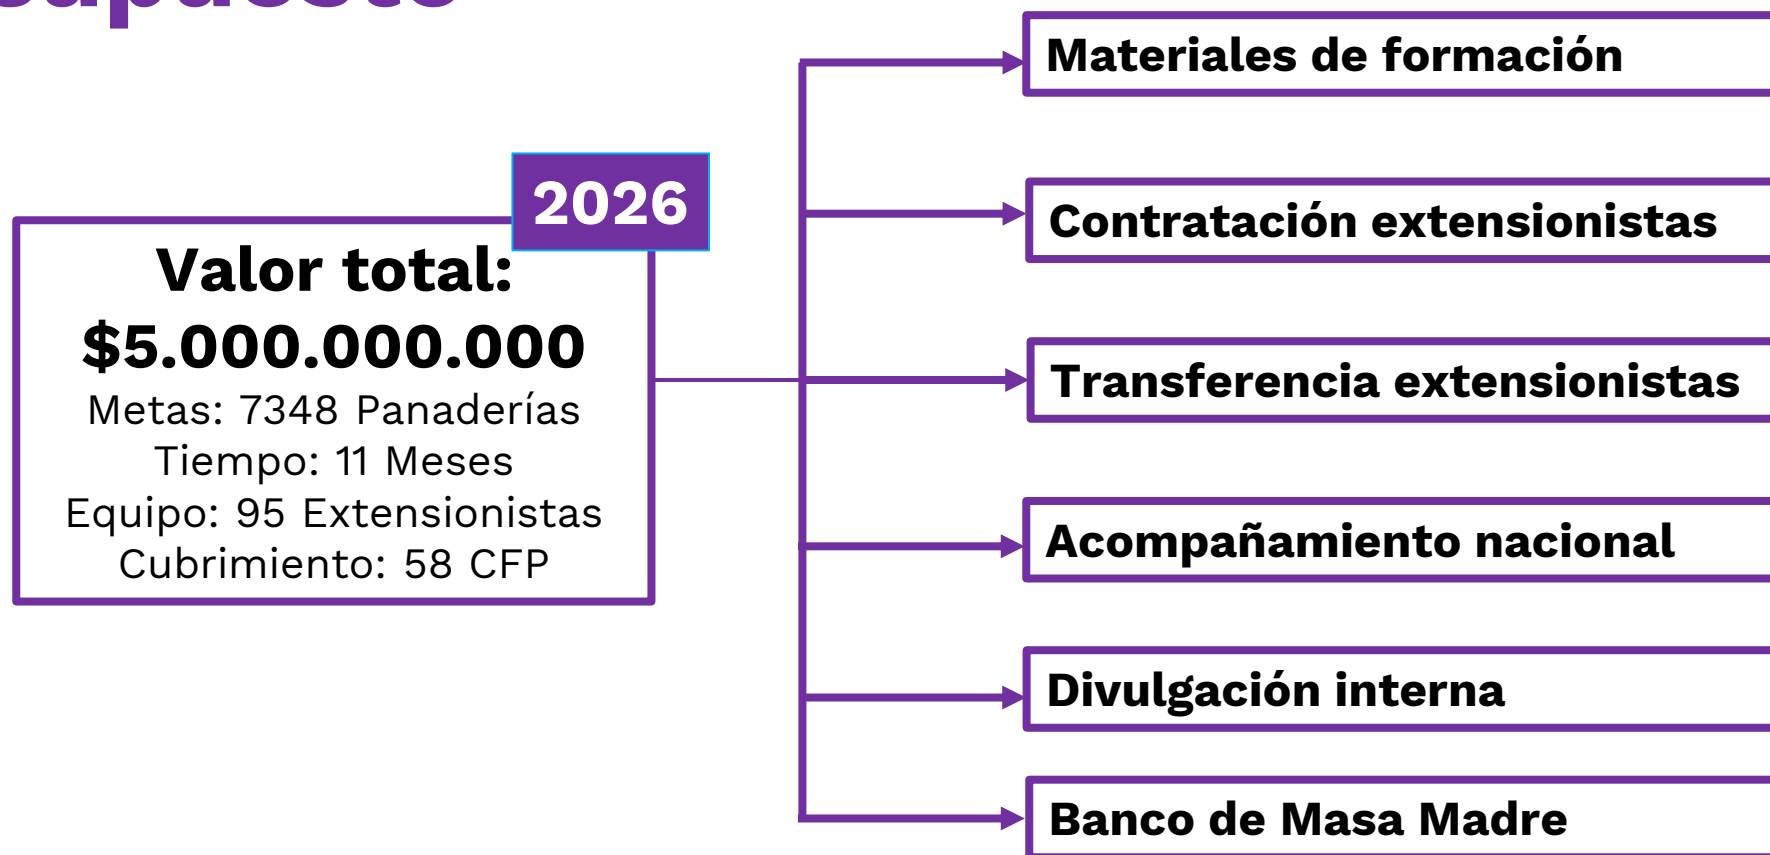 2026
Valor total:
$5.000.000.000
Metas: 7348 Panaderías
Tiempo: 11 Meses
Equipo: 95 Extensionistas
Cubrimiento: 58 CFP
Materiales de formación
Contratación extensionistas
Transferencia extensionistas
Acompañamiento nacional
Divulgación interna
Banco de Masa Madre